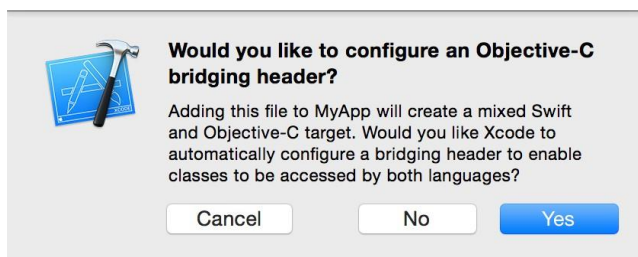 Would you like to configure an Objective-C
bridging header?
Adding this file to MyApp will create a mixed Swift
and Objective-C target. Would you like Xcode to
automatically configure a bridging header to enable
classes to be accessed by both languages?
Cancel No Yes